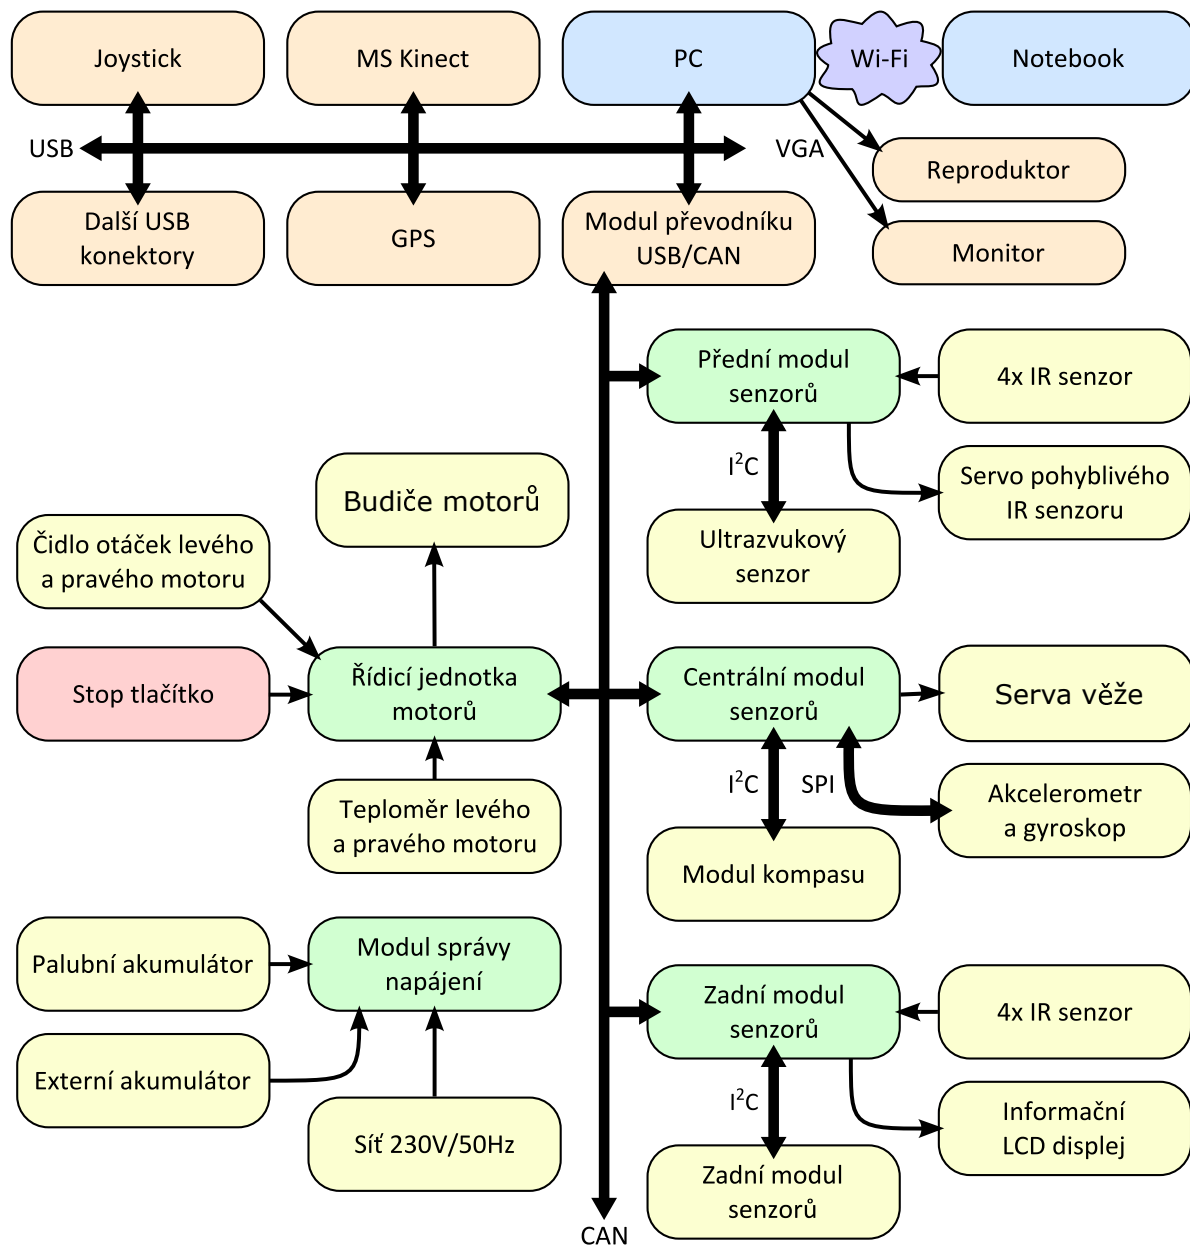 Joystick
MS Kinect
PC
Wi-Fi
Notebook
USB
VGA
Reproduktor
Další USB
konektory
GPS
Modul převodníku
USB/CAN
Monitor
Přední modul
senzorů
4x IR senzor
I²C
Servo pohyblivého
IR senzoru
Budiče motorů
Ultrazvukový
senzor
Čidlo otáček levého
a pravého motoru
Stop tlačítko
Řídicí jednotka
motorů
Centrální modul
senzorů
Serva věže
I²C
SPI
Akcelerometr
a gyroskop
Teploměr levého
a pravého motoru
Modul kompasu
Palubní akumulátor
Modul správy
napájení
Zadní modul
senzorů
4x IR senzor
Externí akumulátor
I²C
Informační
LCD displej
Síť 230V/50Hz
Zadní modul
senzorů
CAN